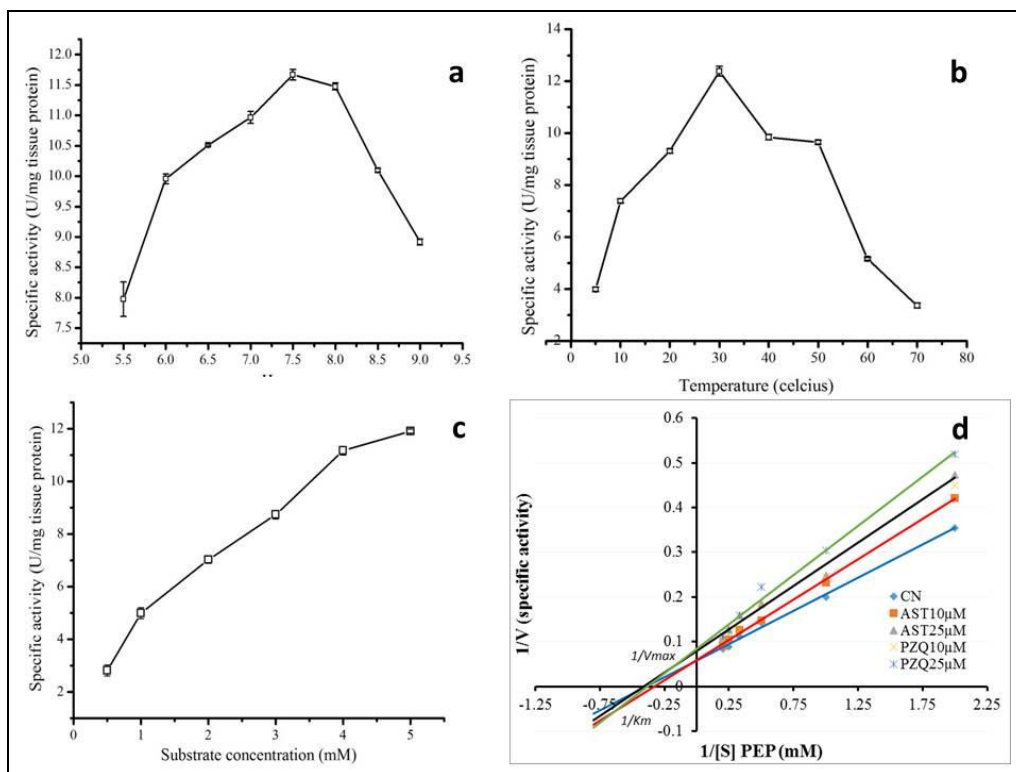 a
Specific activity (U/mg tissue protein)
12.0
11.5
11.0
10.5
10.0
9.5
9.0
8.5
8.0
7.5
5.0 5.5 6.0 6.5 7.0 7.5 8.0 8.5 9.0 9.5
b
Specific activity (U/mg tissue protein)
14
12
10
8
6
4
2
0 10 20 30 40 50 60 70 80
Temperature (celcius)
c
Specific activity (U/mg tissue protein)
12
10
8
6
4
2
0 1 2 3 4 5
Substrate concentration (mM)
d
1/V (specific activity)
0.6
0.5
0.4
0.3
0.2
0.1
0
-0.1
-1.25 -0.75 -0.25 0.25 0.75 1.25 1.75 2.25
1/Vmax
1/Km
CN
AST10µM
AST25µM
PZQ10µM
PZQ25µM
1/[S] PEP (mM)